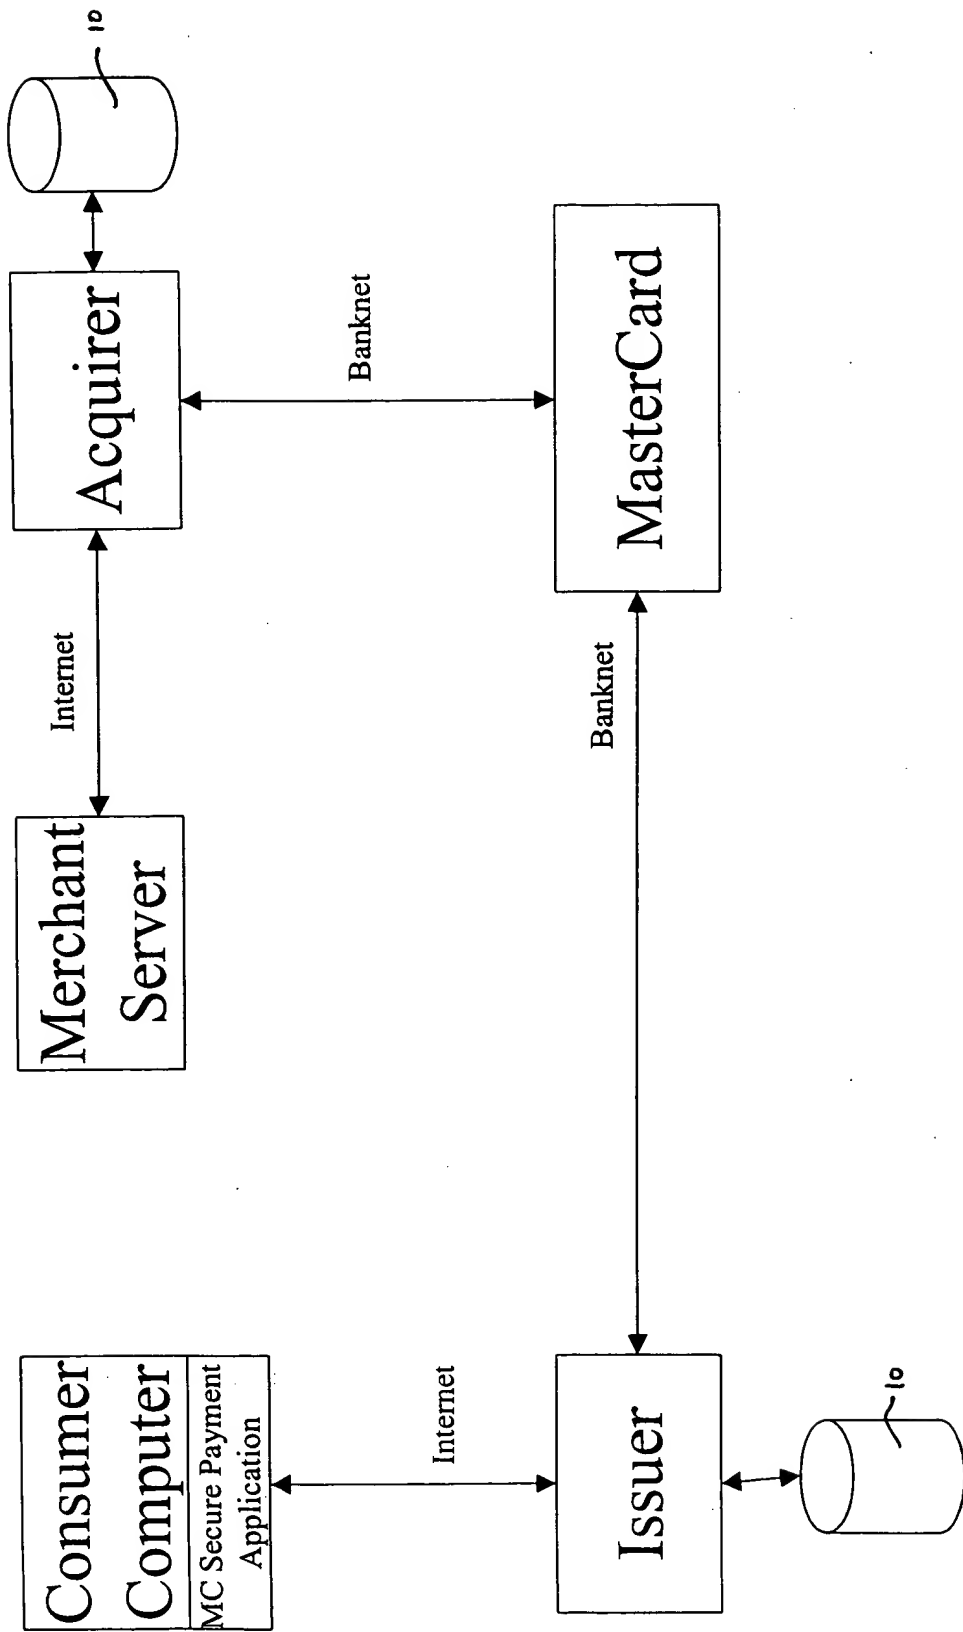 Consumer
Computer
MC Secure Payment
Application
Merchant
Server
Internet
Acquirer
10
Internet
Banknet
Issuer
Banknet
MasterCard
10